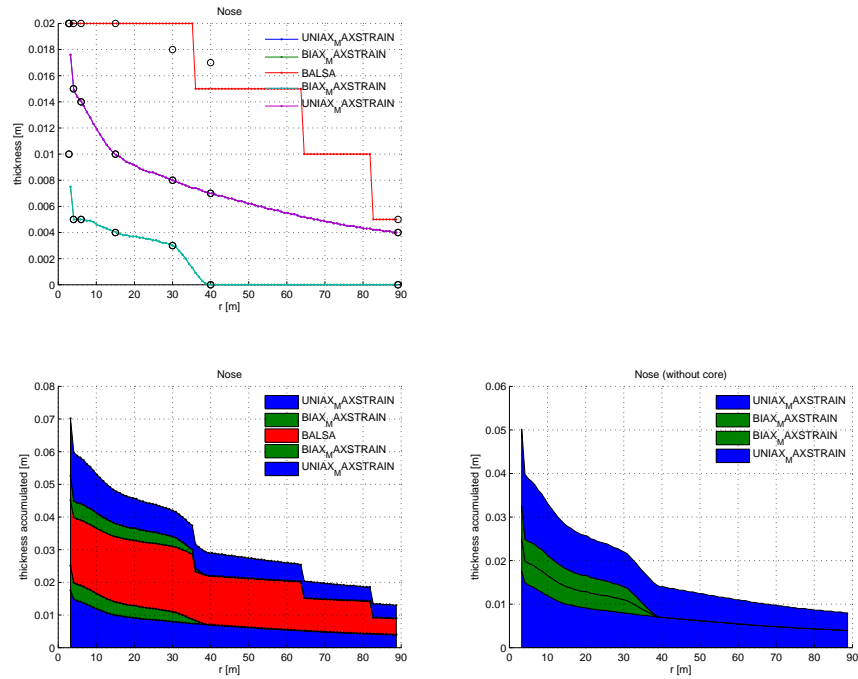 Nose
0.02
0.018
0.016
0.014
0.012
0.01
0.008
0.006
0.004
0.002
0
thickness [m]
0 10 20 30 40 50 60 70 80 90
r [m]
UNIAX_MAXSTRAIN
BIAX_MAXSTRAIN
BALSA
BIAX_MAXSTRAIN
UNIAX_MAXSTRAIN
Nose
0.08
0.07
0.06
0.05
0.04
0.03
0.02
0.01
0
thickness accumulated [m]
0 10 20 30 40 50 60 70 80 90
r [m]
UNIAX_MAXSTRAIN
BIAX_MAXSTRAIN
BALSA
BIAX_MAXSTRAIN
UNIAX_MAXSTRAIN
Nose (without core)
0.06
0.05
0.04
0.03
0.02
0.01
0
thickness accumulated [m]
0 10 20 30 40 50 60 70 80 90
r [m]
UNIAX_MAXSTRAIN
BIAX_MAXSTRAIN
BIAX_MAXSTRAIN
UNIAX_MAXSTRAIN